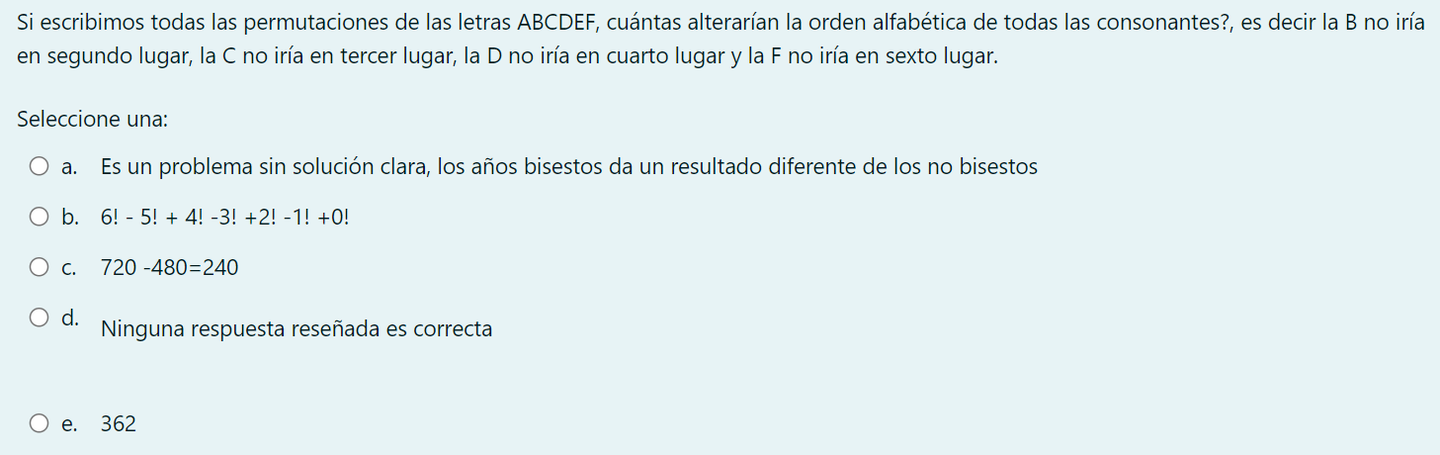 Si escribimos todas las permutaciones de las letras ABCDEF, cuántas alterarían la orden alfabética de todas las consonantes?, es decir la B no iría
en segundo lugar, la C no iría en tercer lugar, la D no iría en cuarto lugar y la F no iría en sexto lugar.
Seleccione una:
a. Es un problema sin solución clara, los años bisestos da un resultado diferente de los no bisestos
b. 6! - 5! + 4! -3! +2! -1! +0!
c. 720 -480=240
d. Ninguna respuesta reseñada es correcta
e. 362